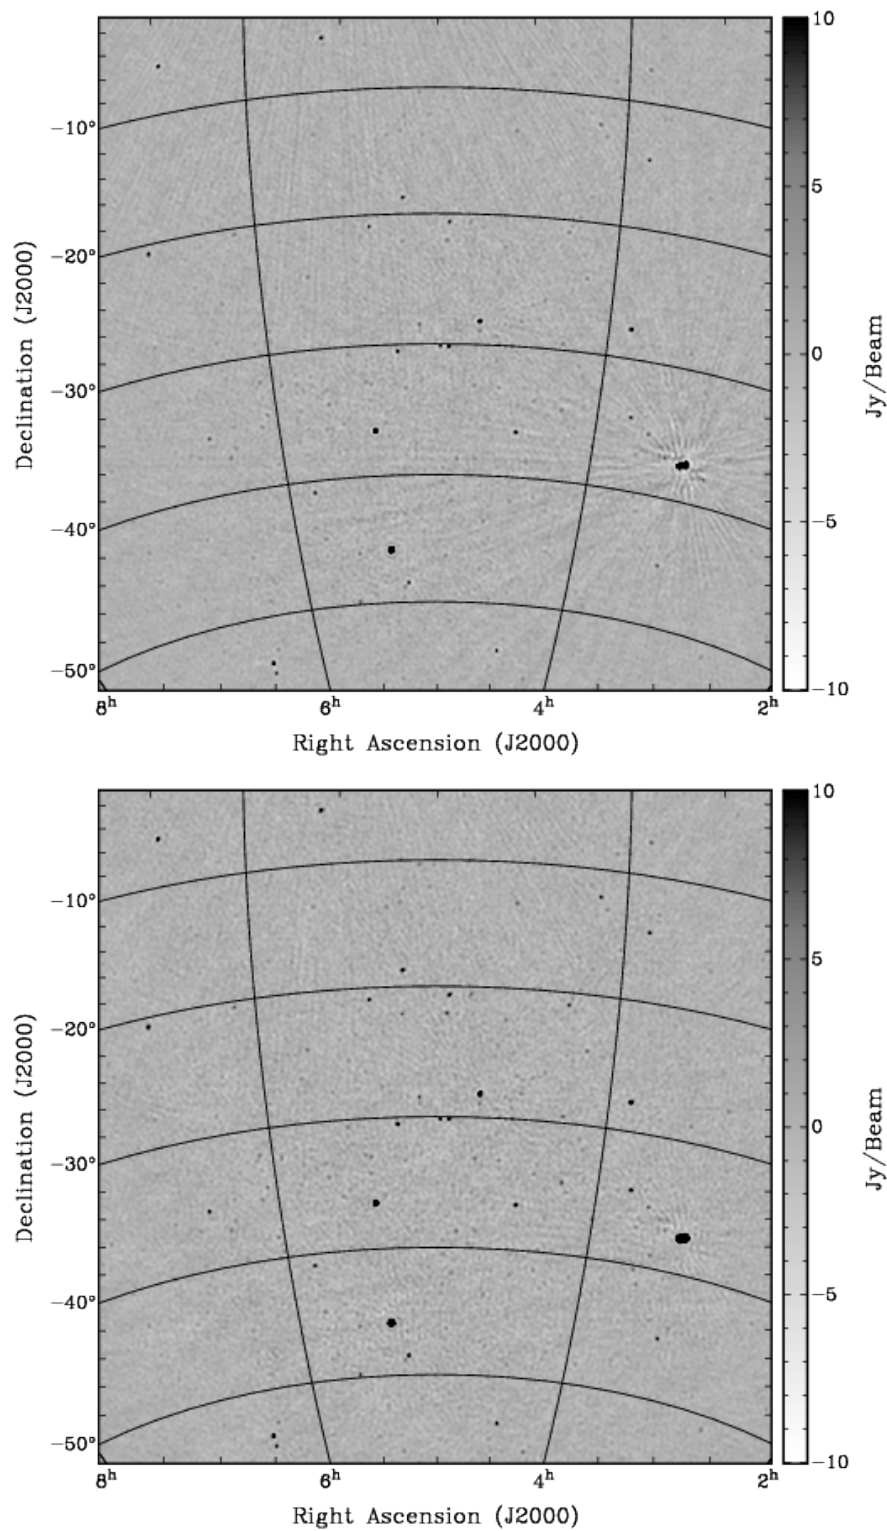 10
−10°
5
−20°
Declination (J2000)
0
Jy/Beam
−30°
−40°
−5
−50°
−10
8ʰ 6ʰ 4ʰ 2ʰ
Right Ascension (J2000)
10
−10°
5
−20°
Declination (J2000)
0
Jy/Beam
−30°
−40°
−5
−50°
−10
8ʰ 6ʰ 4ʰ 2ʰ
Right Ascension (J2000)